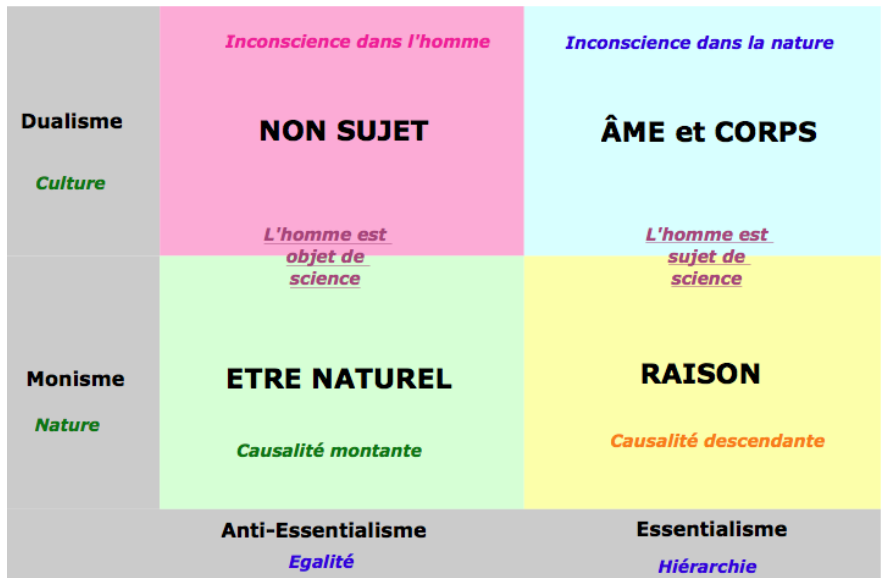 Inconscience dans l'homme
Inconscience dans la nature
Dualisme
NON SUJET
ÂME et CORPS
Culture
L'homme est
objet de
science
L'homme est
sujet de
science
Monisme
ETRE NATUREL
RAISON
Nature
Causalité montante
Causalité descendante
Anti-Essentialisme
Essentialisme
Egalité
Hiérarchie